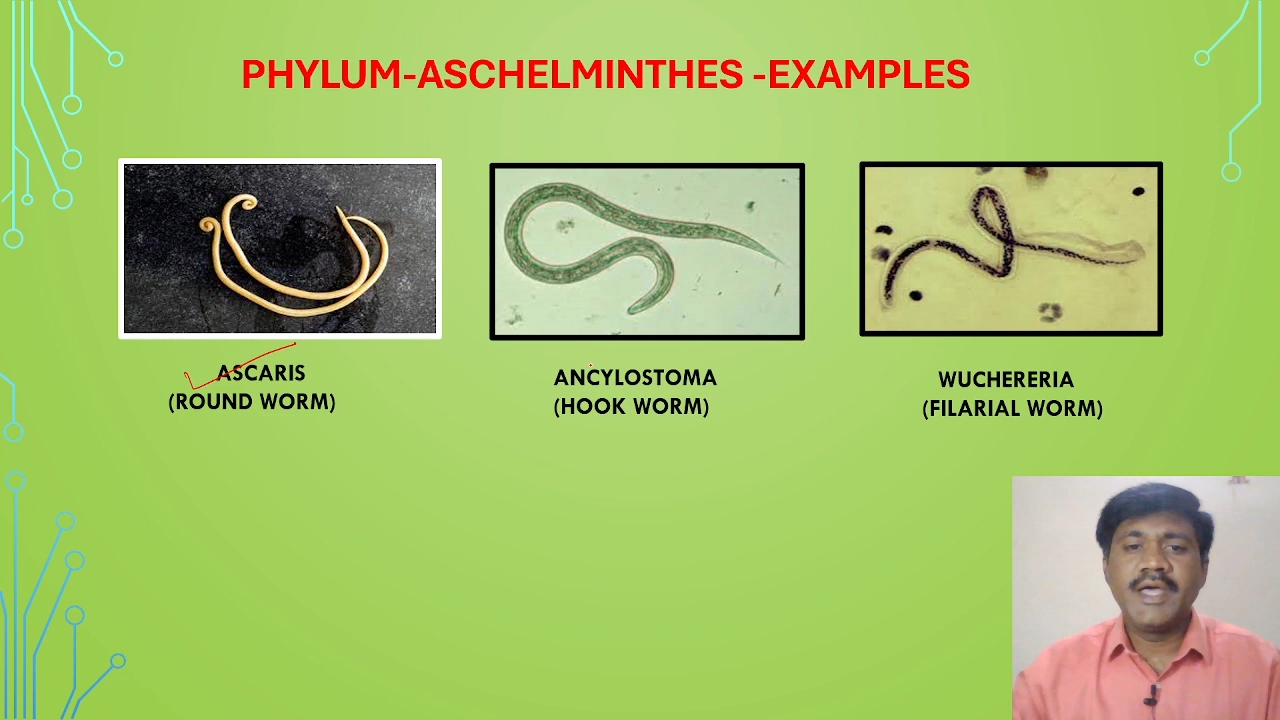 PHYLUM-ASCHELMINTHES -EXAMPLES
ASCARIS
(ROUND WORM)
ANCYLOSTOMA
(HOOK WORM)
WUCHERERIA
(FILARIAL WORM)